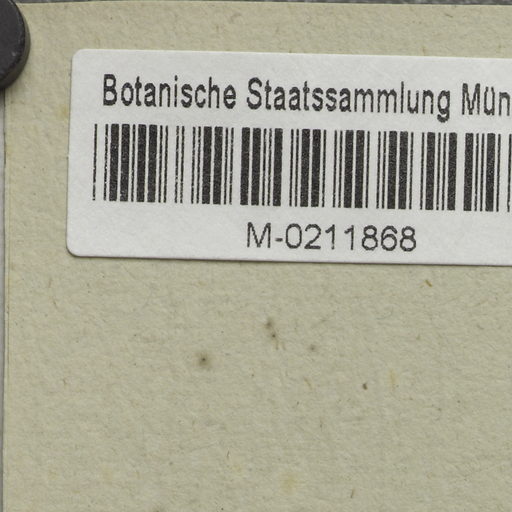 Botanische Staatssammlung Mün
M-0211868